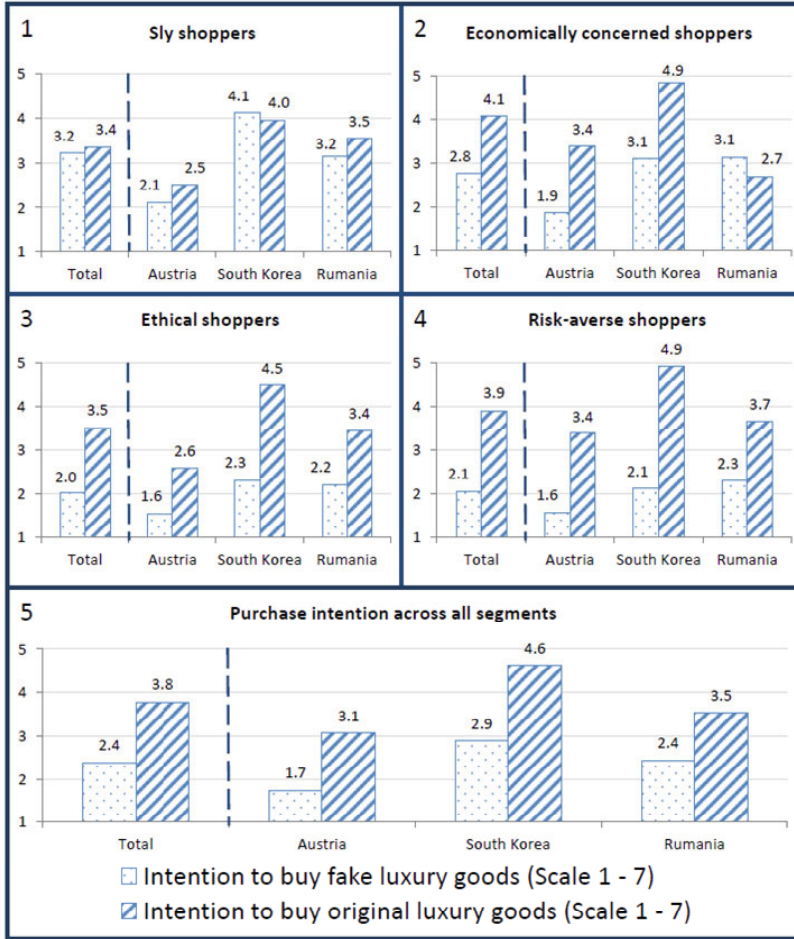 1
Sly shoppers
5
4
3
2
1
3.2
3.4
2.1
2.5
4.1
4.0
3.2
3.5
Total
Austria
South Korea
Rumania
2
Economically concerned shoppers
5
4
3
2
1
2.8
4.1
1.9
3.4
3.1
4.9
3.1
2.7
Total
Austria
South Korea
Rumania
3
Ethical shoppers
5
4
3
2
1
2.0
3.5
1.6
2.6
2.3
4.5
2.2
3.4
Total
Austria
South Korea
Rumania
4
Risk-averse shoppers
5
4
3
2
1
2.1
3.9
1.6
3.4
2.1
4.9
2.3
3.7
Total
Austria
South Korea
Rumania
5
Purchase intention across all segments
5
4
3
2
1
2.4
3.8
1.7
3.1
2.9
4.6
2.4
3.5
Total
Austria
South Korea
Rumania
Intention to buy fake luxury goods (Scale 1 - 7)
Intention to buy original luxury goods (Scale 1 - 7)